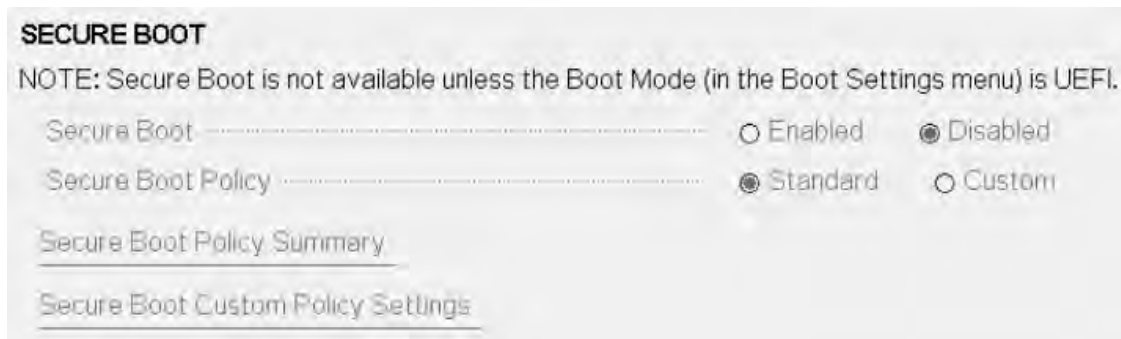 SECURE BOOT
NOTE: Secure Boot is not available unless the Boot Mode (in the Boot Settings menu) is UEFI.
Secure Boot Enabled Disabled
Secure Boot Policy Standard Custom
Secure Boot Policy Summary
Secure Boot Custom Policy Settings